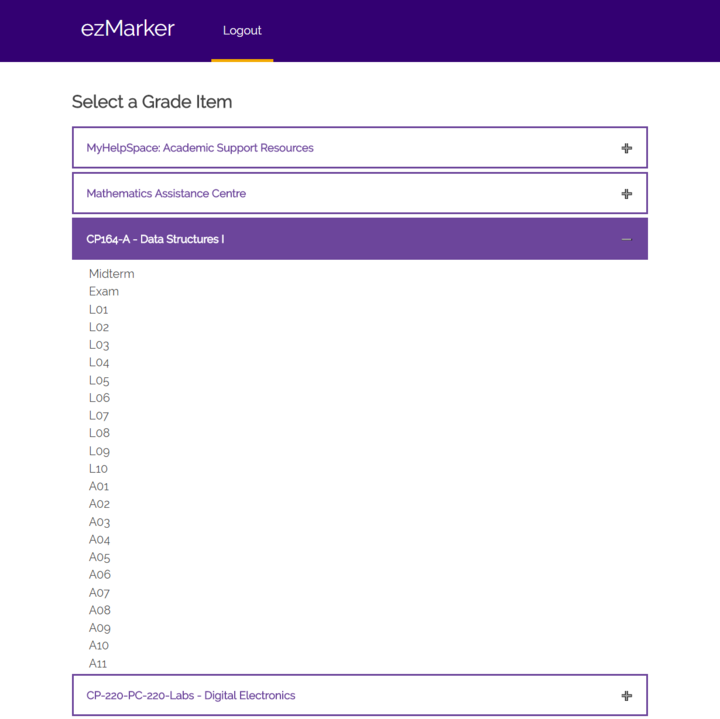 ezMarker
Logout
Select a Grade Item
MyHelpSpace: Academic Support Resources
Mathematics Assistance Centre
CP164-A - Data Structures I
Midterm
Exam
L01
L02
L03
L04
L05
L06
L07
L08
L09
L10
A01
A02
A03
A04
A05
A06
A07
A08
A09
A10
A11
CP-220-PC-220-Labs - Digital Electronics